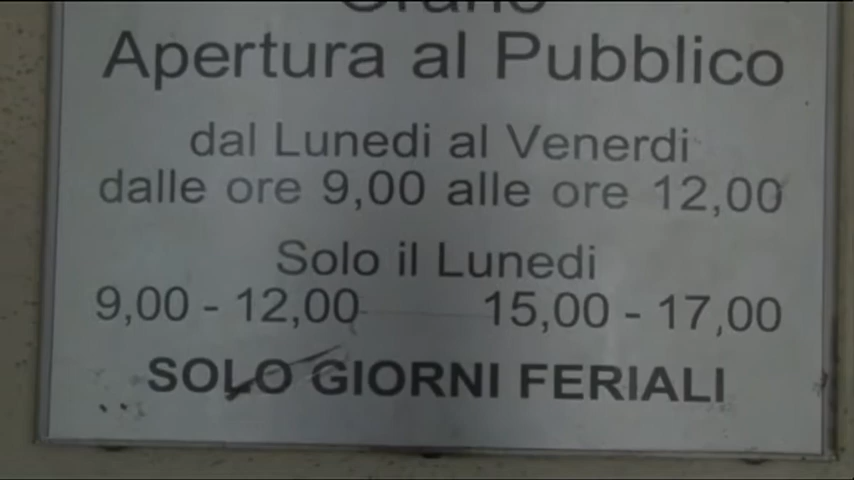 Apertura al Pubblico
dal Lunedi al Venerdi
dalle ore 9,00 alle ore 12,00
Solo il Lunedi
9,00 - 12,00 15,00 - 17,00
SOLO GIORNI FERIALI